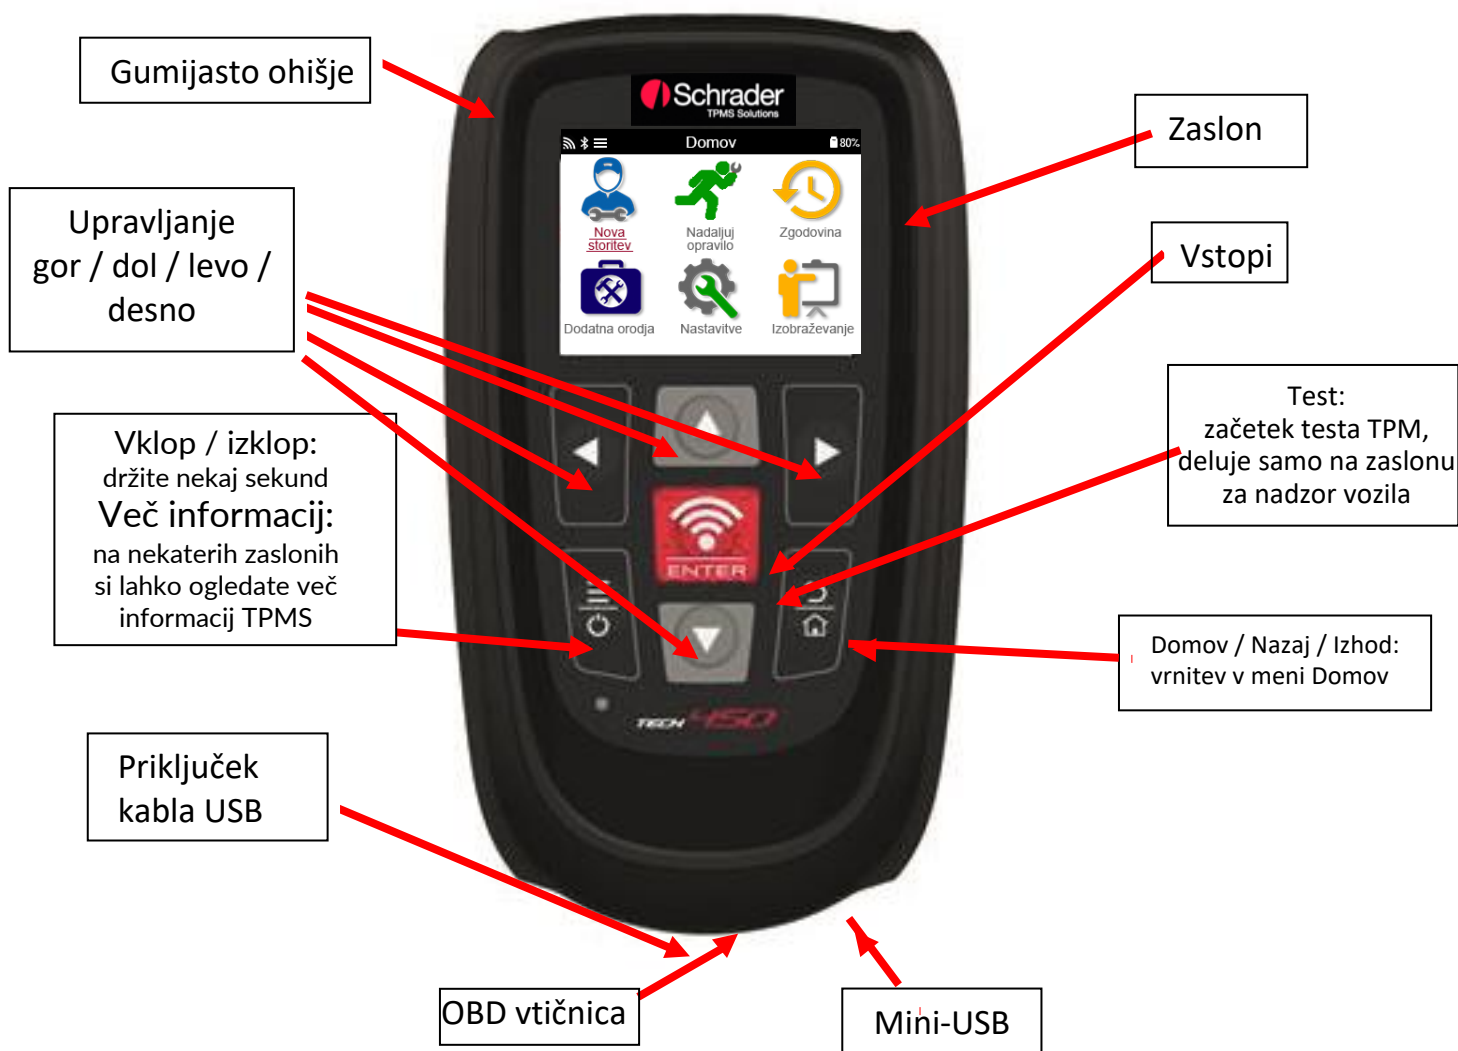 Gumijasto ohišje
Schrader
TPMS Solutions
Zaslon
Domov
80%
Nova
storitev
Nadaljuj
opravilo
Zgodovina
Dodatna orodja
Nastavitve
Izobraževanje
Upravljanje
gor / dol / levo /
desno
Vstopi
Vklop / izklop:
držite nekaj sekund
Več informacij:
na nekaterih zaslonih
si lahko ogledate več
informacij TPMS
Test:
začetek testa TPM,
deluje samo na zaslonu
za nadzor vozila
ENTER
Domov / Nazaj / Izhod:
vrnitev v meni Domov
TECH 450
Priključek
kabla USB
OBD vtičnica
Mini-USB